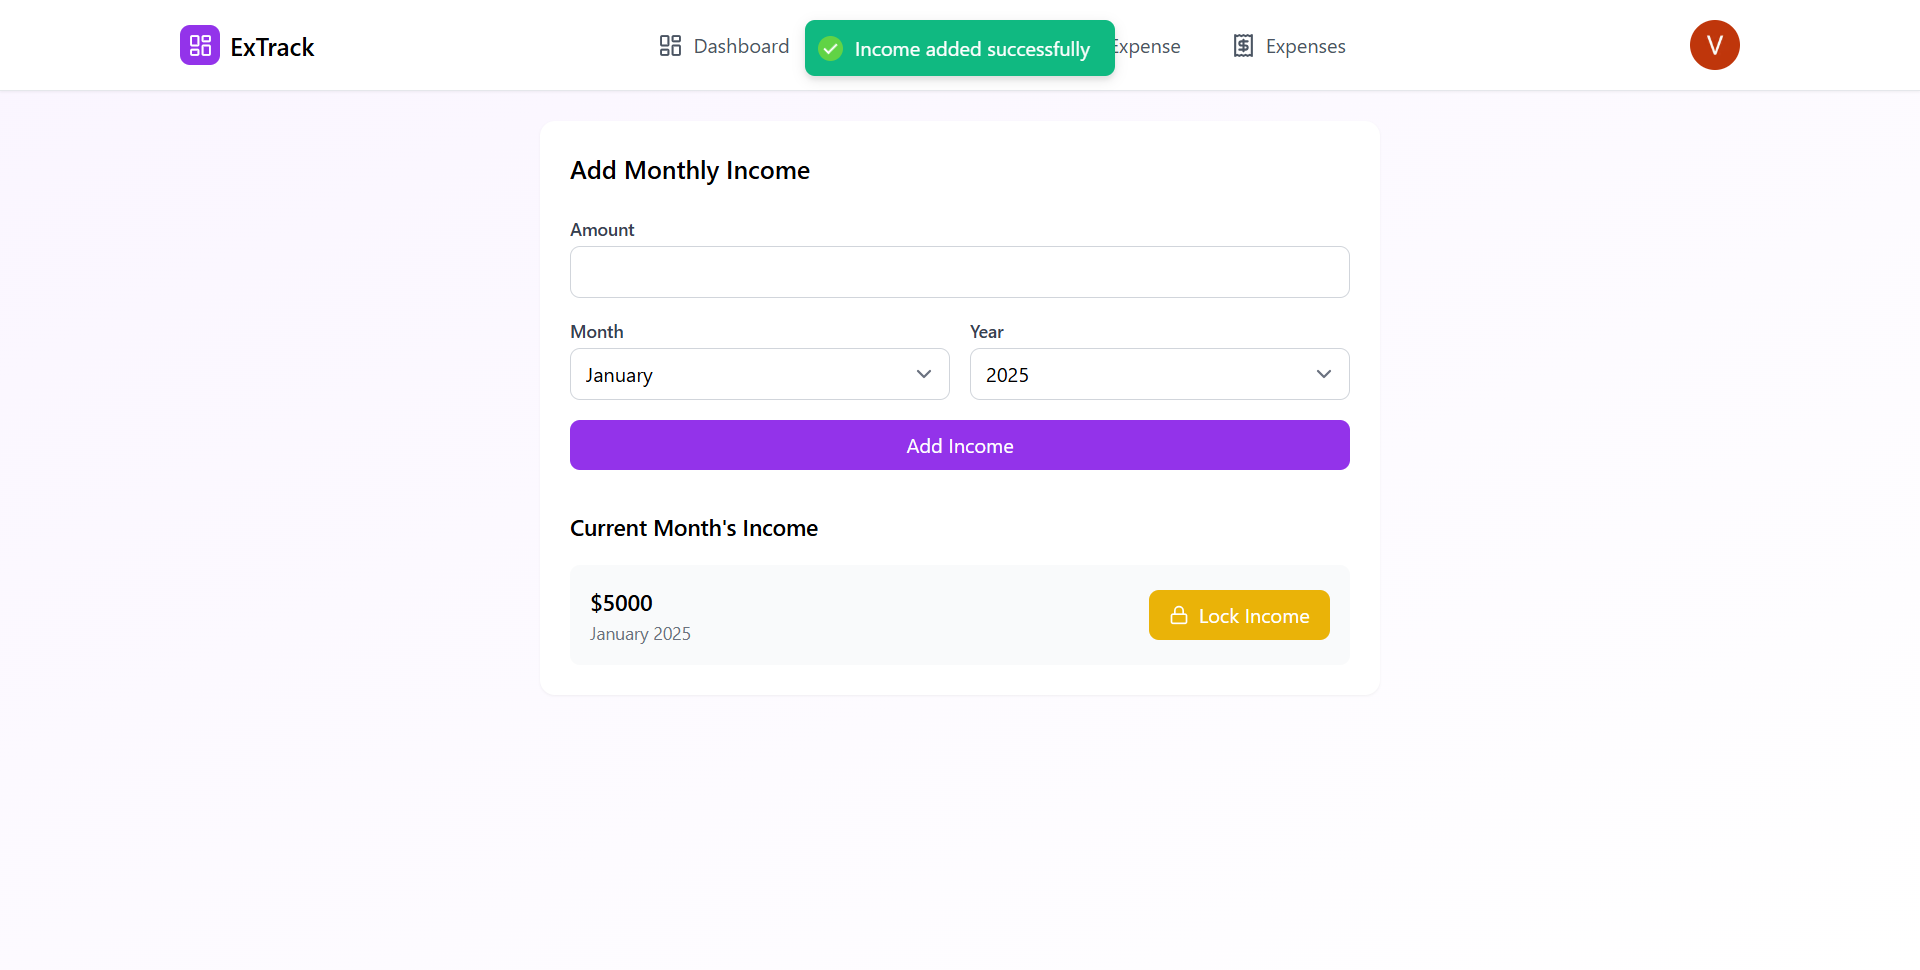 ExTrack
Dashboard
Income added successfully
Expense
Expenses
V
Add Monthly Income
Amount
Month
Year
January
2025
Add Income
Current Month's Income
$5000
January 2025
Lock Income